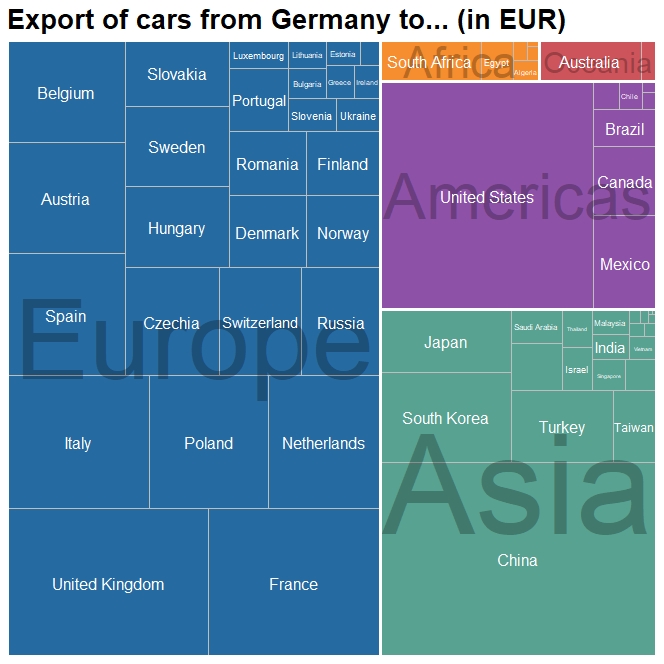 Export of cars from Germany to... (in EUR)
Europe
Belgium
Slovakia
Luxembourg
Lithuania
Estonia
Portugal
Bulgaria
Greece
Ireland
Slovenia
Ukraine
Austria
Sweden
Romania
Finland
Hungary
Denmark
Norway
Spain
Czechia
Switzerland
Russia
Italy
Poland
Netherlands
United Kingdom
France
Africa
South Africa
Egypt
Algeria
Oceania
Australia
Americas
United States
Chile
Brazil
Canada
Mexico
Asia
Japan
Saudi Arabia
Thailand
Malaysia
India
Vietnam
Israel
Singapore
South Korea
Turkey
Taiwan
China